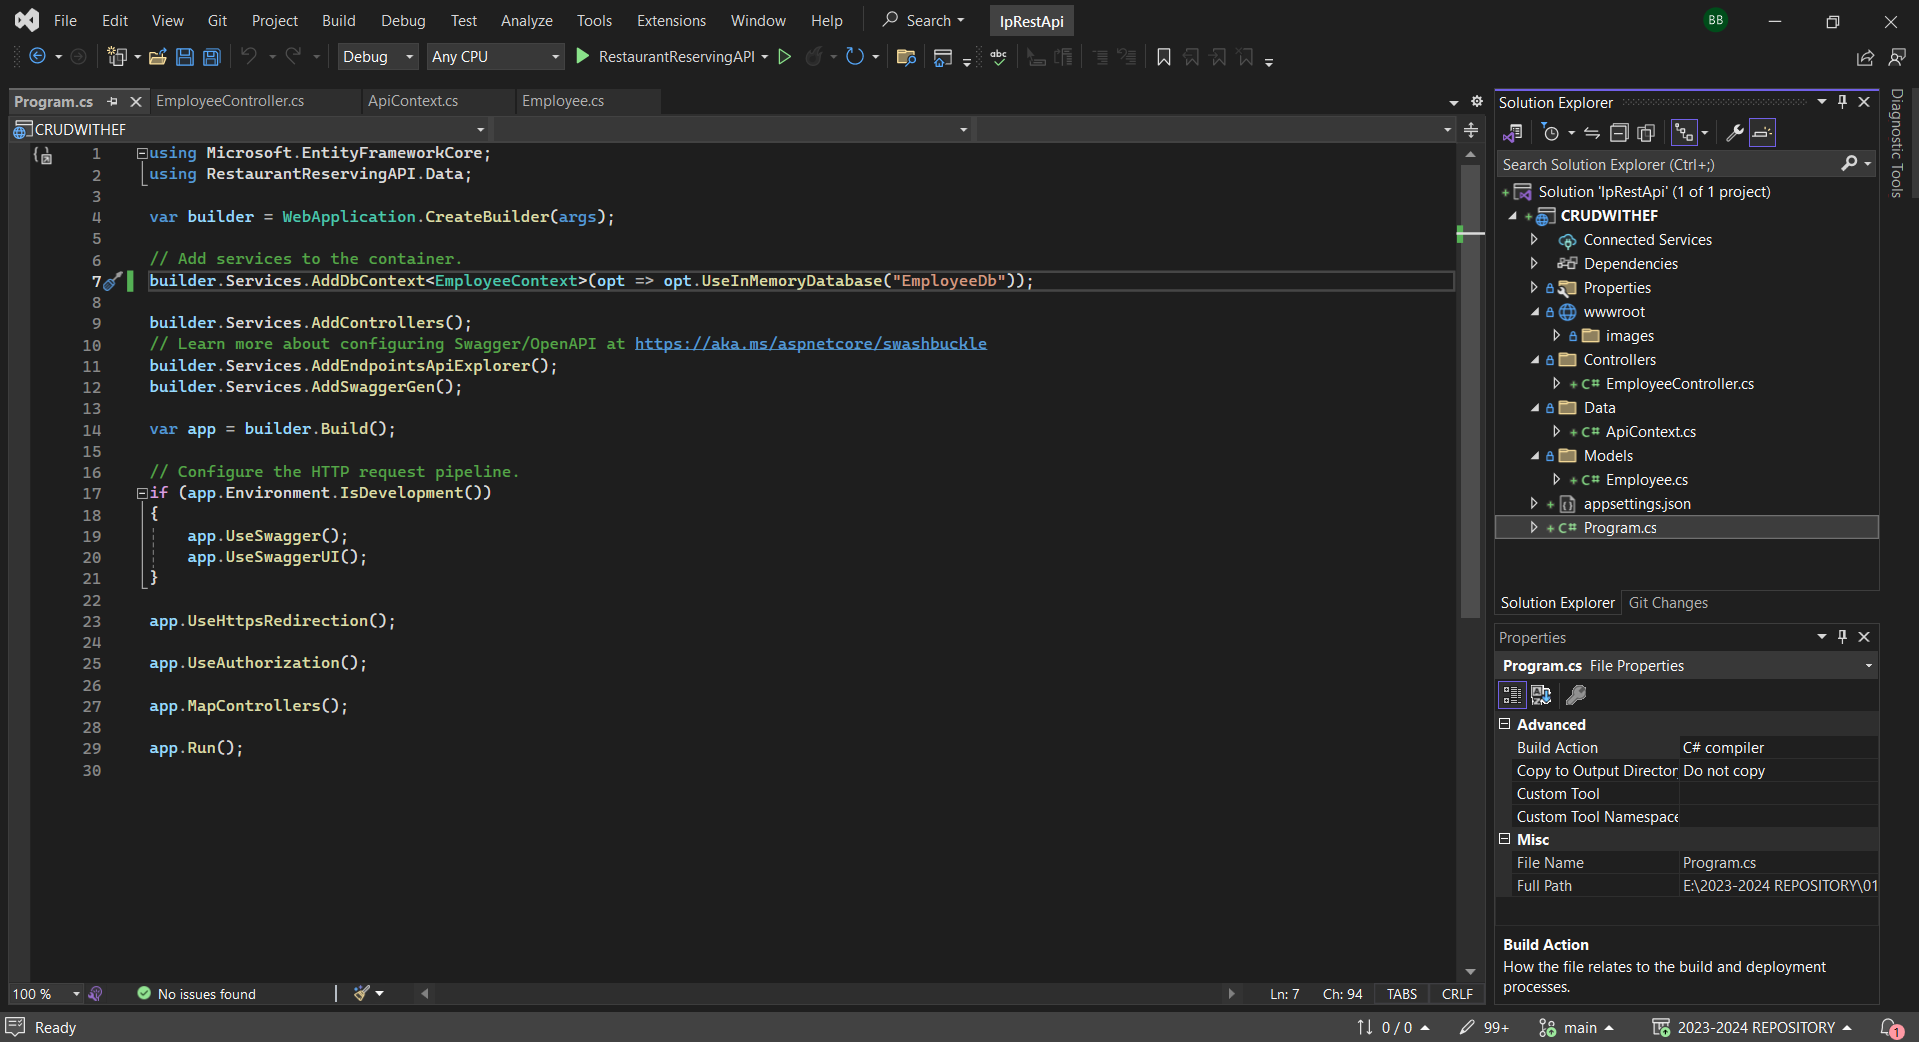 File Edit View Git Project Build Debug Test Analyze Tools Extensions Window Help Search IpRestApi BB
Debug Any CPU RestaurantReservingAPI
Program.cs EmployeeController.cs ApiContext.cs Employee.cs
CRUDWITHEF
1 using Microsoft.EntityFrameworkCore;
2 using RestaurantReservingAPI.Data;
3
4 var builder = WebApplication.CreateBuilder(args);
5
6 // Add services to the container.
7 builder.Services.AddDbContext<EmployeeContext>(opt => opt.UseInMemoryDatabase("EmployeeDb"));
8
9 builder.Services.AddControllers();
10 // Learn more about configuring Swagger/OpenAPI at https://aka.ms/aspnetcore/swashbuckle
11 builder.Services.AddEndpointsApiExplorer();
12 builder.Services.AddSwaggerGen();
13
14 var app = builder.Build();
15
16 // Configure the HTTP request pipeline.
17 if (app.Environment.IsDevelopment())
18 {
19 app.UseSwagger();
20 app.UseSwaggerUI();
21 }
22
23 app.UseHttpsRedirection();
24
25 app.UseAuthorization();
26
27 app.MapControllers();
28
29 app.Run();
30
100 % No issues found Ln: 7 Ch: 94 TABS CRLF
Solution Explorer
Search Solution Explorer (Ctrl+;)
Solution 'IpRestApi' (1 of 1 project)
CRUDWITHEF
Connected Services
Dependencies
Properties
wwwroot
images
Controllers
C# EmployeeController.cs
Data
C# ApiContext.cs
Models
C# Employee.cs
appsettings.json
C# Program.cs
Solution Explorer Git Changes
Properties
Program.cs File Properties
Advanced
Build Action C# compiler
Copy to Output Director Do not copy
Custom Tool
Custom Tool Namespace
Misc
File Name Program.cs
Full Path E:\2023-2024 REPOSITORY\01
Build Action
How the file relates to the build and deployment
processes.
Diagnostic Tools
Ready 0 / 0 99+ main 2023-2024 REPOSITORY 1